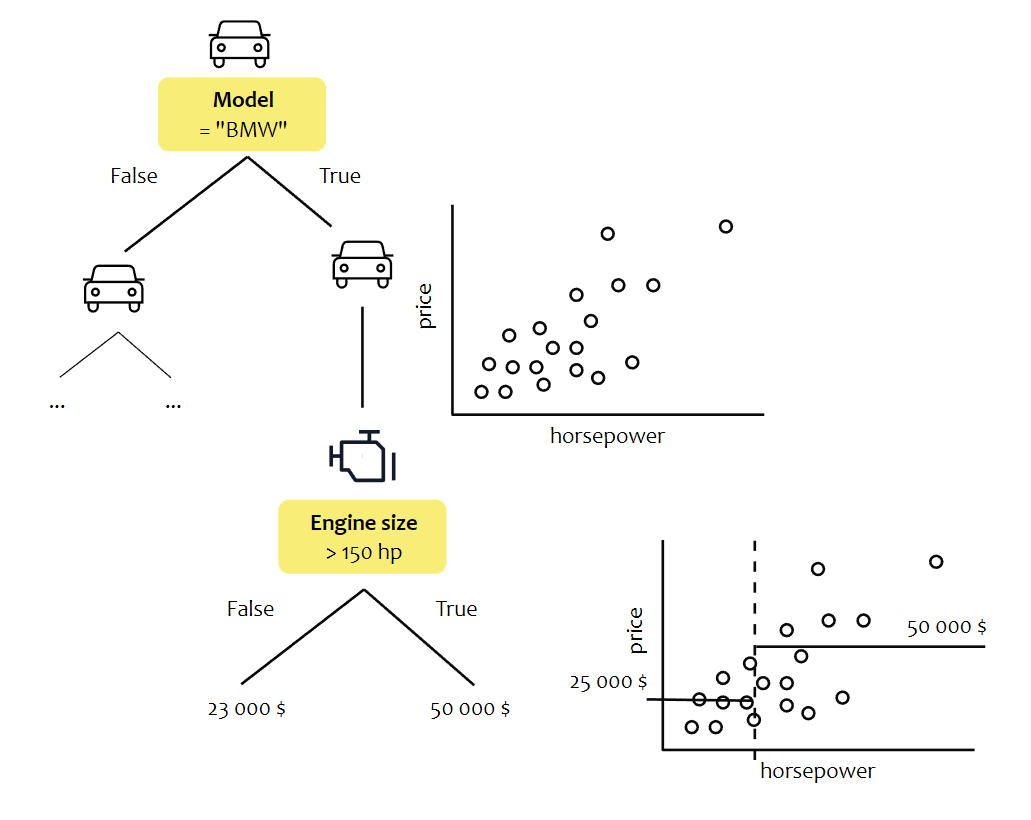 Model
= "BMW"
False
True
...
...
price
horsepower
Engine size
> 150 hp
False
True
23 000 $
50 000 $
price
50 000 $
25 000 $
horsepower